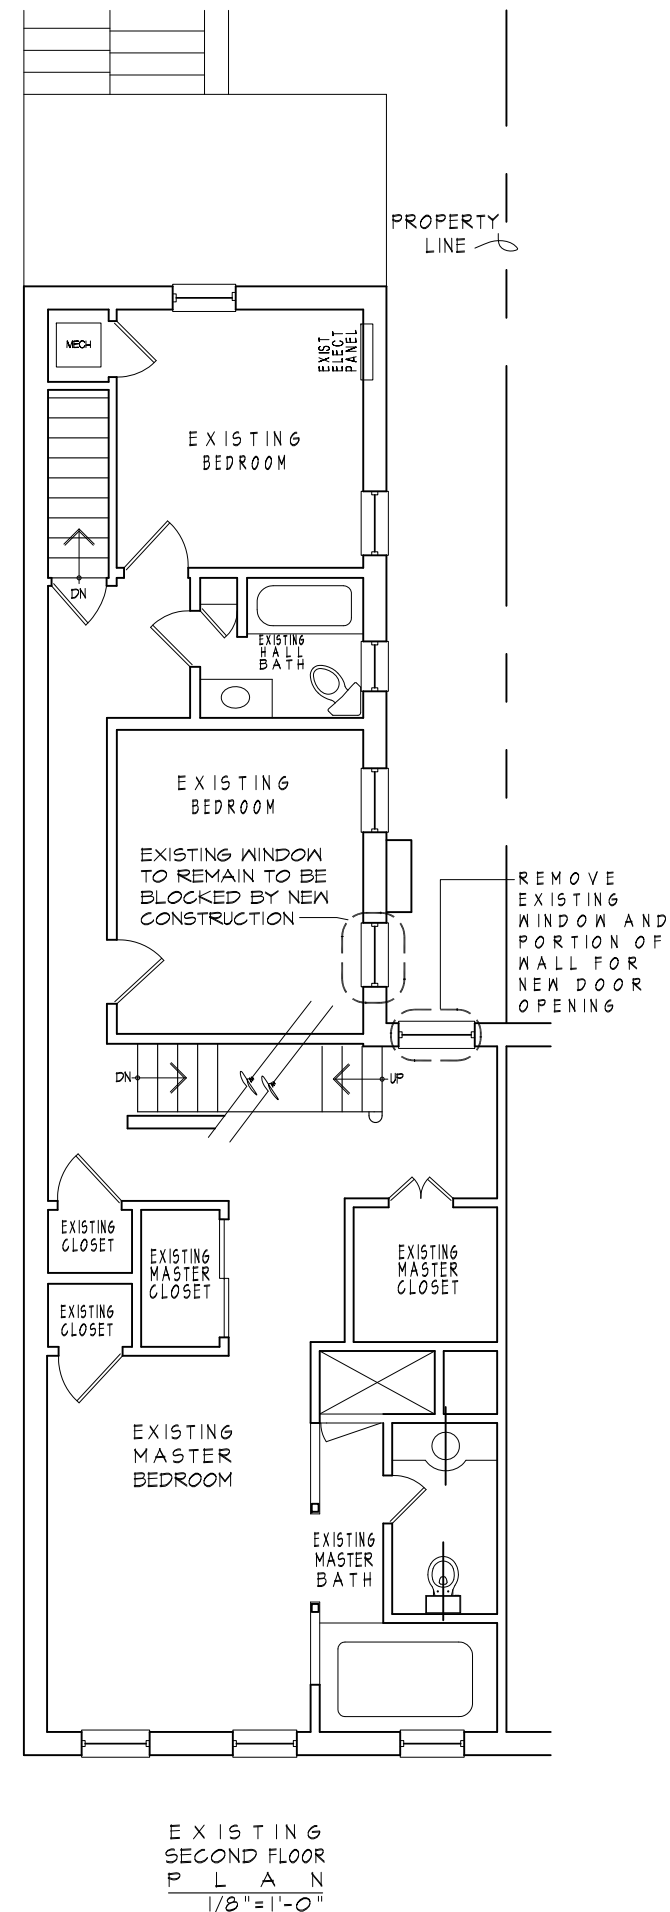 PROPERTY
LINE
MECH
EXIST
ELECT
PANEL
EXISTING
BEDROOM
DN
EXISTING
HALL
BATH
EXISTING
BEDROOM
EXISTING WINDOW
TO REMAIN TO BE
BLOCKED BY NEW
CONSTRUCTION
REMOVE
EXISTING
WINDOW AND
PORTION OF
WALL FOR
NEW DOOR
OPENING
DN
UP
EXISTING
CLOSET
EXISTING
MASTER
CLOSET
EXISTING
MASTER
CLOSET
EXISTING
CLOSET
EXISTING
MASTER
BEDROOM
EXISTING
MASTER
BATH
EXISTING
SECOND FLOOR
PLAN
1/8"=1'-0"